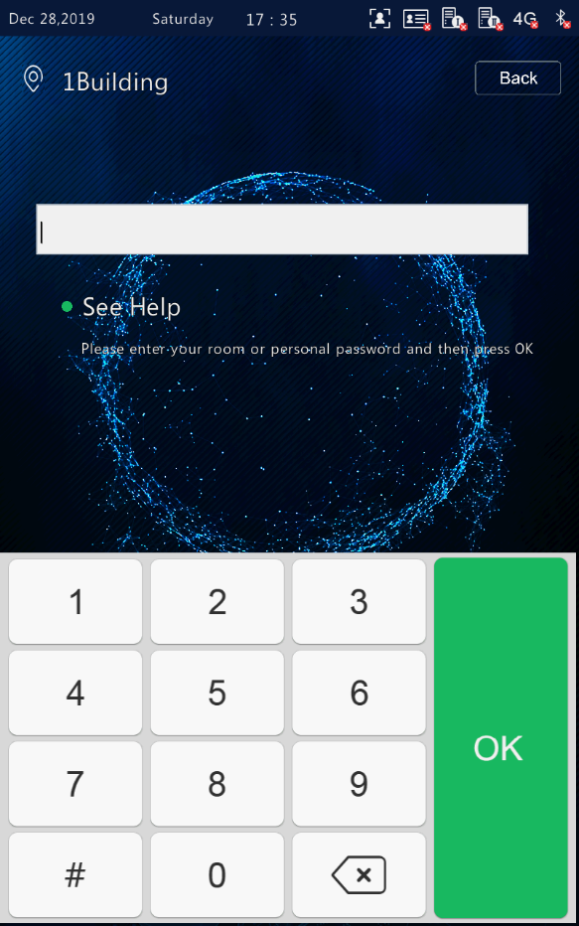 Dec 28,2019 Saturday 17 : 35 4G
1Building
Back
See Help
Please enter your room or personal password and then press OK
1 2 3
4 5 6
7 8 9
# 0
OK